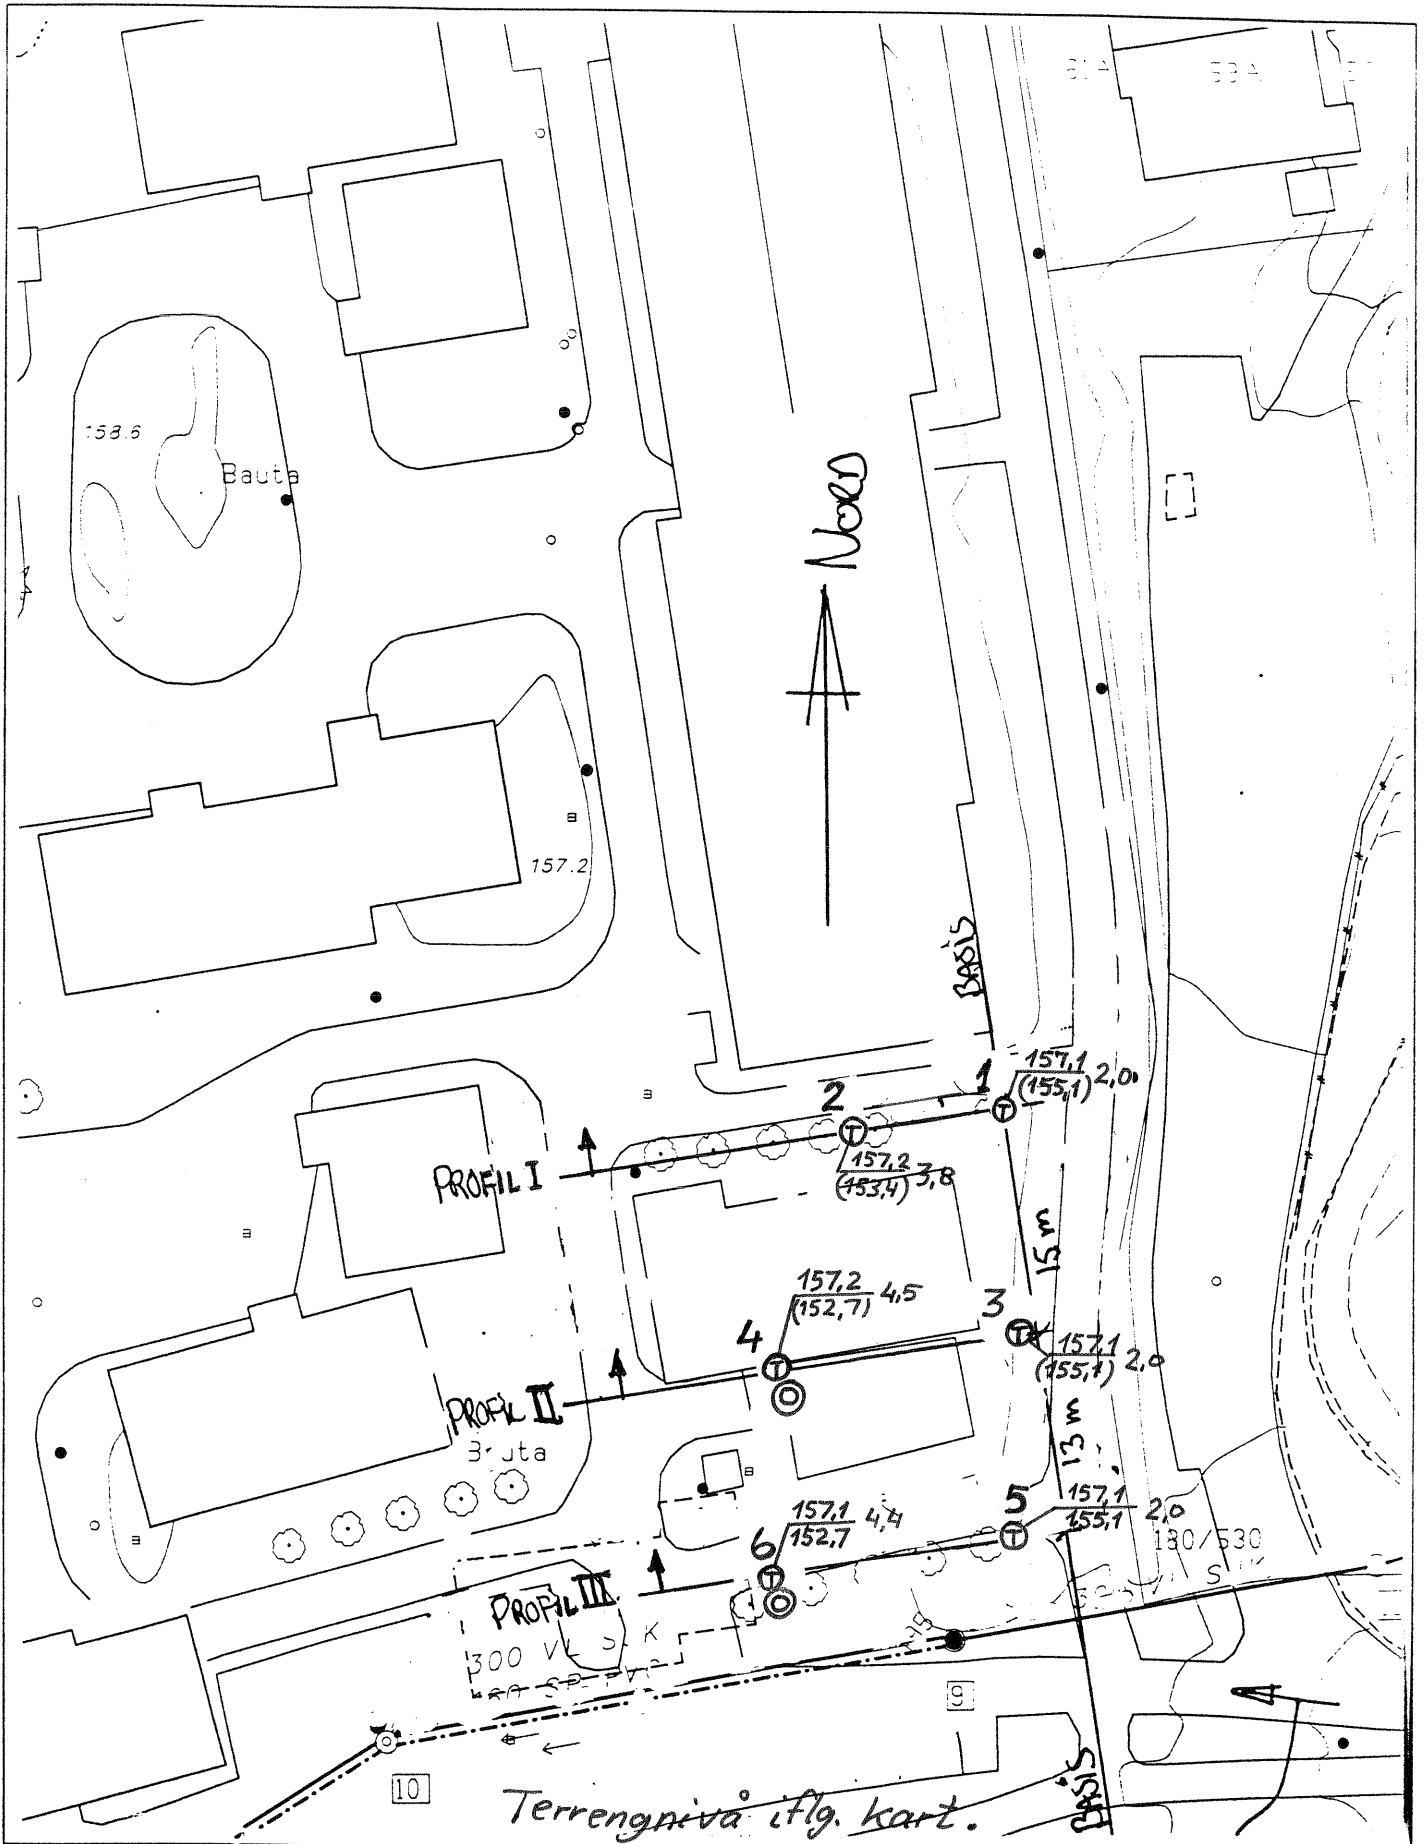 61A
59A
158.6
Bauta
NORD
157.2
BASIS
1
157,1
(155,1) 2,0
2
157,2
(153,4) 3,8
PROFIL I
15 m
157,2
(152,7) 4,5
3
4
157,1
(155,1) 2,0
PROFIL II
13 m
5
157,1
155,1 2,0
157,1
152,7 4,4
6
180/530
S
PROFIL III
300 VL
9
10
BASIS
Terrengnivå iflg. kart.